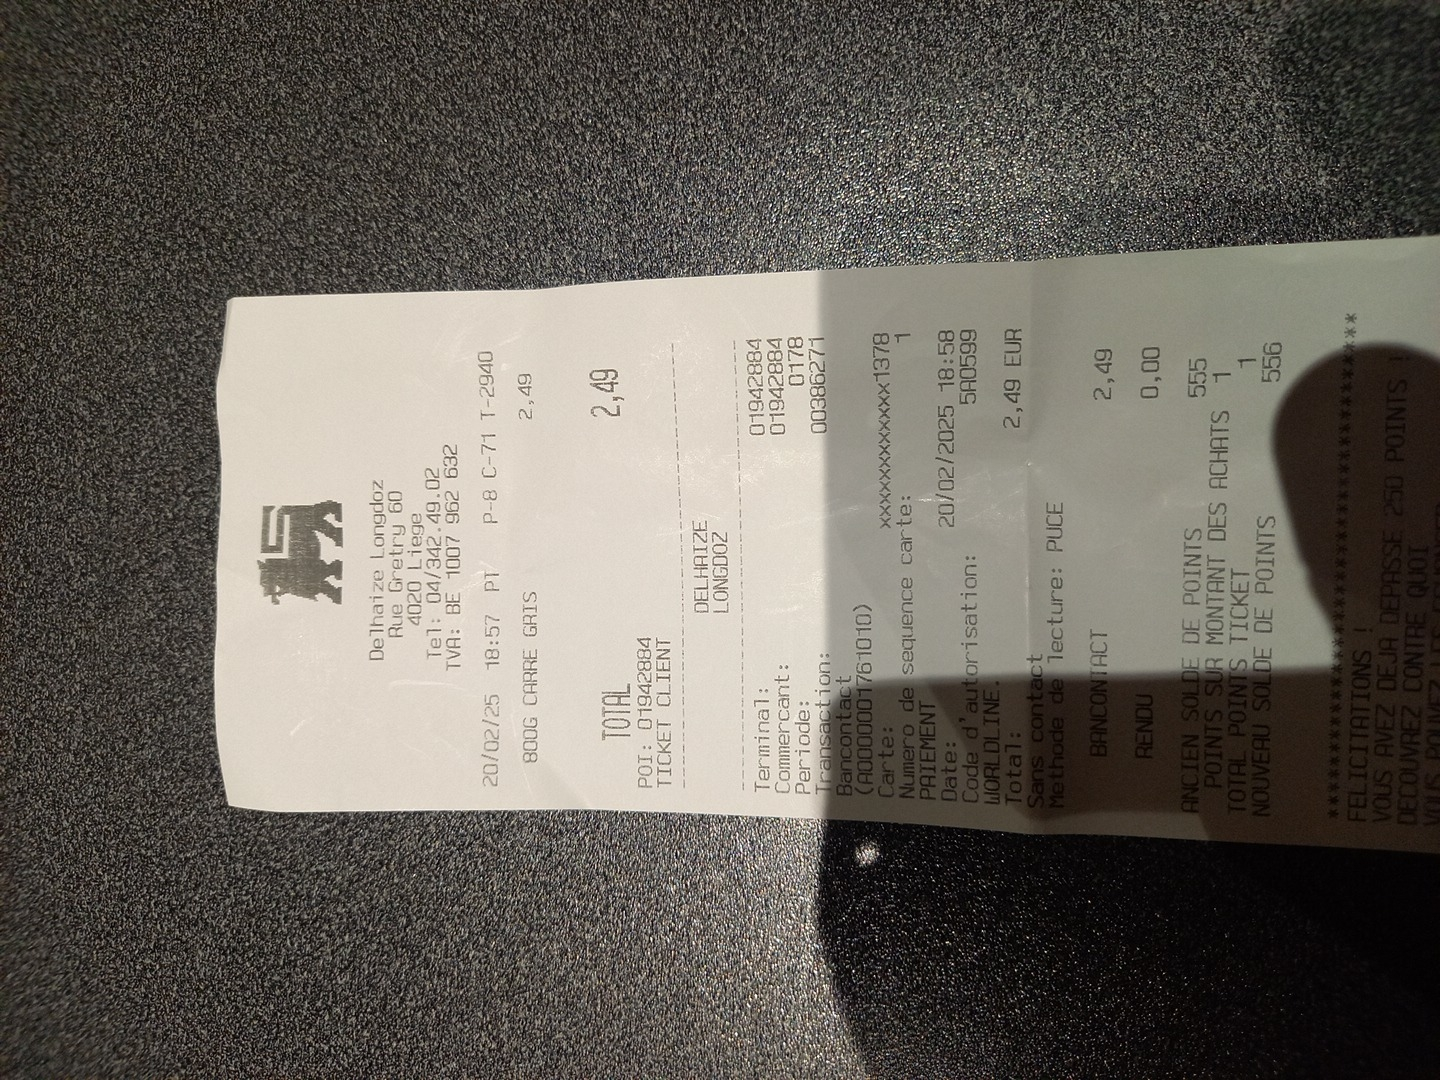 Delhaize Longdoz
Rue Gretry 60
4020 Liege
Tel: 04/342.49.02
TVA: BE 1007 962 632
20/02/25 18:57 PT P-8 C-71 T-2940
800G CARRE GRIS 2,49
TOTAL 2,49
POI: 01942884
TICKET CLIENT
--------------------------------
DELHAIZE
LONGDOZ
--------------------------------
Terminal: 01942884
Commercant: 01942884
Periode: 0178
Transaction: 00386271
Bancontact
(A0000001761010)
Carte: xxxxxxxxxxxxxxx1378
Numero de sequence carte: 1
PAIEMENT
Date: 20/02/2025 18:58
Code d'autorisation: 5A0599
WORLDLINE.
Total: 2,49 EUR
Sans contact
Methode de lecture: PUCE
BANCONTACT 2,49
RENDU 0,00
ANCIEN SOLDE DE POINTS 555
POINTS SUR MONTANT DES ACHATS 1
TOTAL POINTS TICKET 1
NOUVEAU SOLDE DE POINTS 556
****************************************
FELICITATIONS !
VOUS AVEZ DEJA DEPASSE 250 POINTS !
DECOUVREZ CONTRE QUOI
VOUS POUVEZ LES